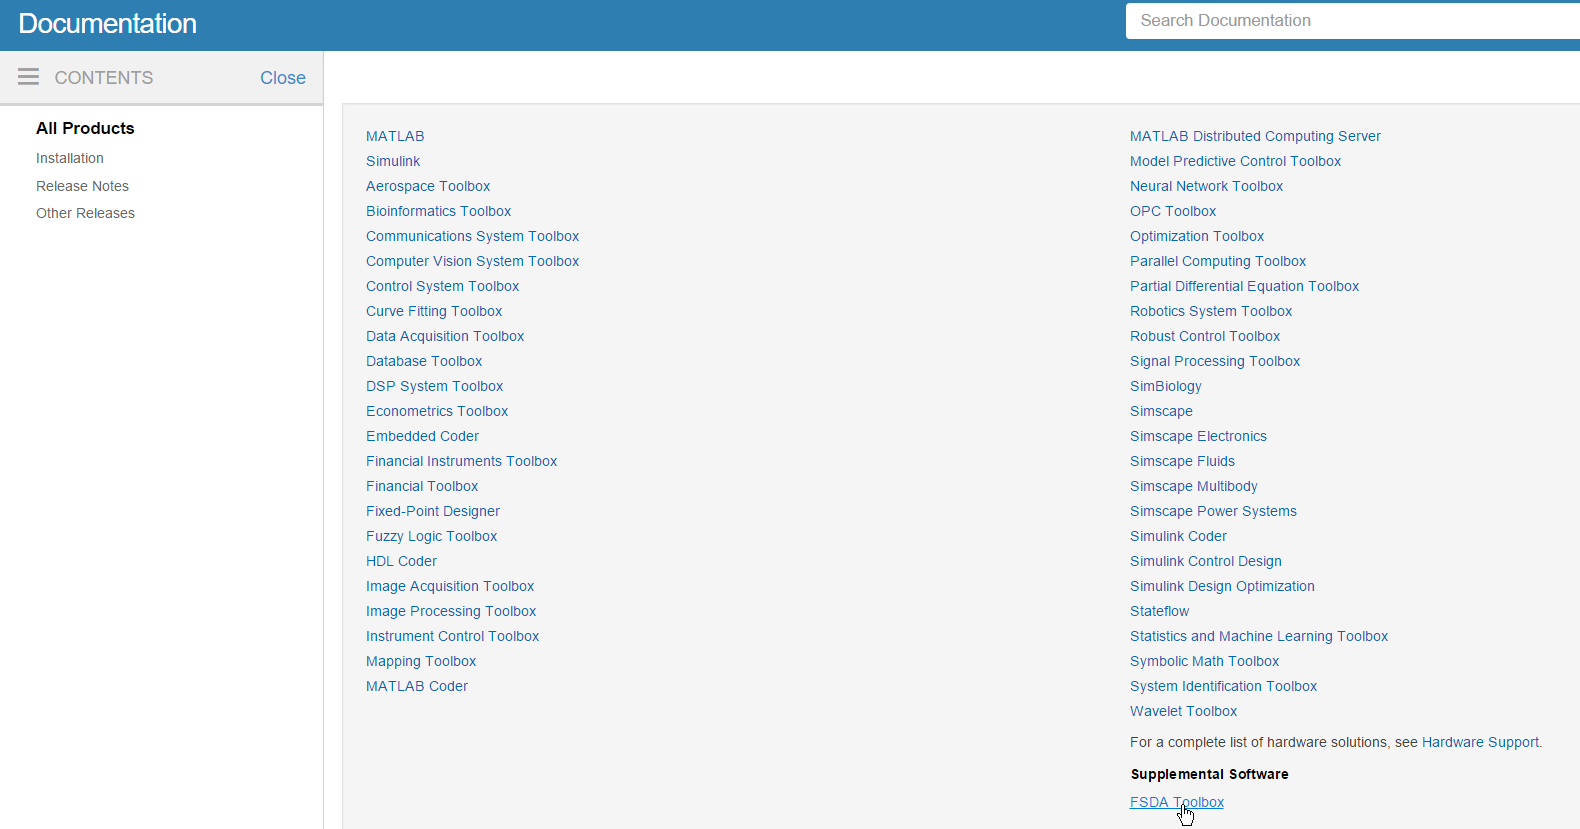 Documentation
Search Documentation
CONTENTS
Close
All Products
Installation
Release Notes
Other Releases
MATLAB
Simulink
Aerospace Toolbox
Bioinformatics Toolbox
Communications System Toolbox
Computer Vision System Toolbox
Control System Toolbox
Curve Fitting Toolbox
Data Acquisition Toolbox
Database Toolbox
DSP System Toolbox
Econometrics Toolbox
Embedded Coder
Financial Instruments Toolbox
Financial Toolbox
Fixed-Point Designer
Fuzzy Logic Toolbox
HDL Coder
Image Acquisition Toolbox
Image Processing Toolbox
Instrument Control Toolbox
Mapping Toolbox
MATLAB Coder
MATLAB Distributed Computing Server
Model Predictive Control Toolbox
Neural Network Toolbox
OPC Toolbox
Optimization Toolbox
Parallel Computing Toolbox
Partial Differential Equation Toolbox
Robotics System Toolbox
Robust Control Toolbox
Signal Processing Toolbox
SimBiology
Simscape
Simscape Electronics
Simscape Fluids
Simscape Multibody
Simscape Power Systems
Simulink Coder
Simulink Control Design
Simulink Design Optimization
Stateflow
Statistics and Machine Learning Toolbox
Symbolic Math Toolbox
System Identification Toolbox
Wavelet Toolbox
For a complete list of hardware solutions, see Hardware Support.
Supplemental Software
FSDA Toolbox